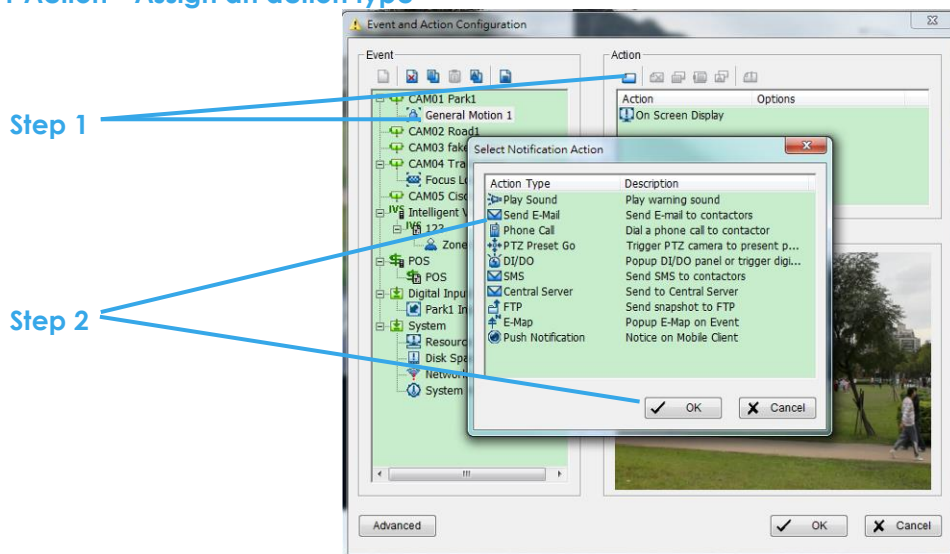 Action - Assign an action type
Event and Action Configuration
Event
Action
Step 1
CAM01 Park1
General Motion 1
CAM02 Road1
CAM03 fake
CAM04 Tra
Focus Lo
CAM05 Cisc
Intelligent V
123
Zone
POS
POS
Digital Inpu
Park1 In
System
Resourc
Disk Spa
Network
System
Action Options
On Screen Display
Select Notification Action
Action Type Description
Play Sound Play warning sound
Send E-Mail Send E-mail to contactors
Phone Call Dial a phone call to contactor
PTZ Preset Go Trigger PTZ camera to present p...
DI/DO Popup DI/DO panel or trigger digi...
SMS Send SMS to contactors
Central Server Send to Central Server
FTP Send snapshot to FTP
E-Map Popup E-Map on Event
Push Notification Notice on Mobile Client
OK Cancel
Step 2
Advanced
OK Cancel